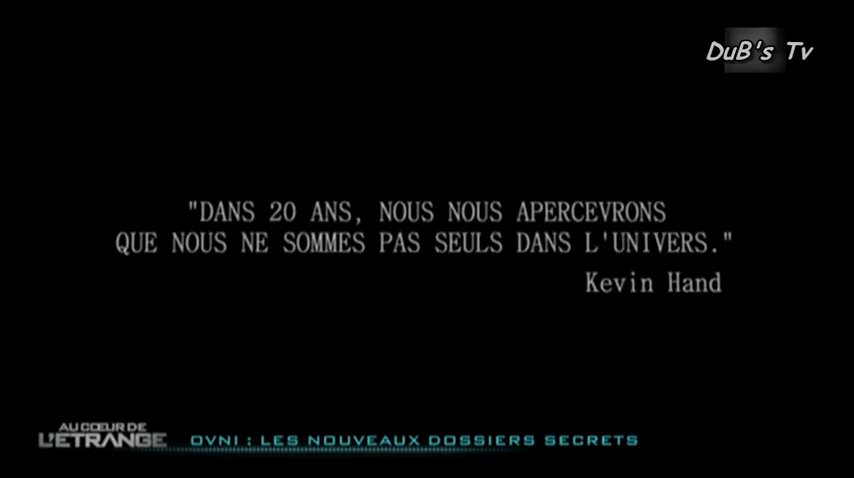 DuB's Tv
"DANS 20 ANS, NOUS NOUS APERCEVRONS
QUE NOUS NE SOMMES PAS SEULS DANS L'UNIVERS."
Kevin Hand
AU CŒUR DE
L'ETRANGE
OVNI : LES NOUVEAUX DOSSIERS SECRETS